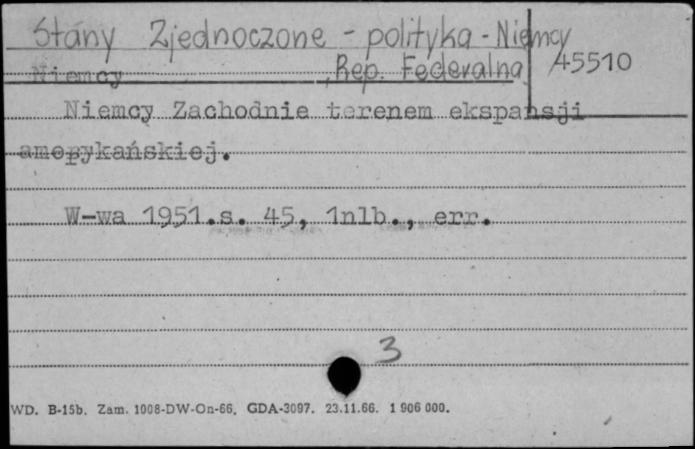 Stany Zjednoczone - polityka - Niemcy
Niemcy Rep. Federalna 45510
Niemcy Zachodnie terenem ekspansji
amerykańskiej.
W-wa 1951.s. 45, 1nlb., err.
3
WD. B-15b. Zam. 1008-DW-On-66. GDA-3097. 23.11.66. 1 906 000.